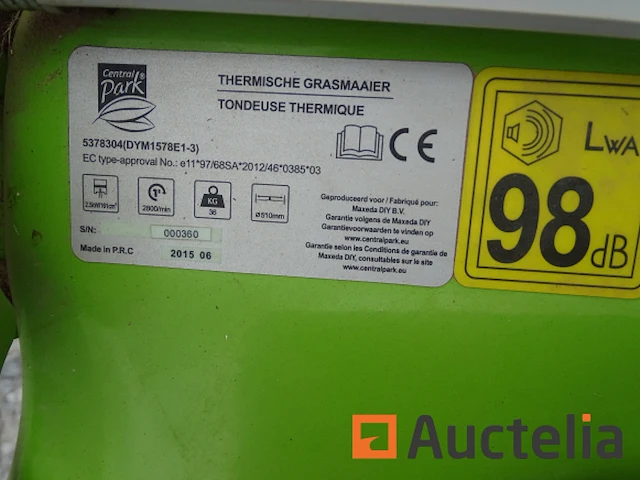 Central®
Park
THERMISCHE GRASMAAIER
TONDEUSE THERMIQUE
5378304(DYM1578E1-3)
EC type-approval No.: e11*97/68SA*2012/46*0385*03
CE
2800/min
KG
36
Ø510mm
S/N: 000360
Made in P.R.C 2015 06
Geproduceerd voor / Fabriqué pour:
Maxeda DIY B.V.
Garantie volgens de Maxeda DIY
Garantievoorwaarden te vinden op
www.centralpark.eu
Garantie selon les Conditions de garantie de
Maxeda DIY, consultables sur le site
www.centralpark.eu
LWA
98 dB
Auctelia